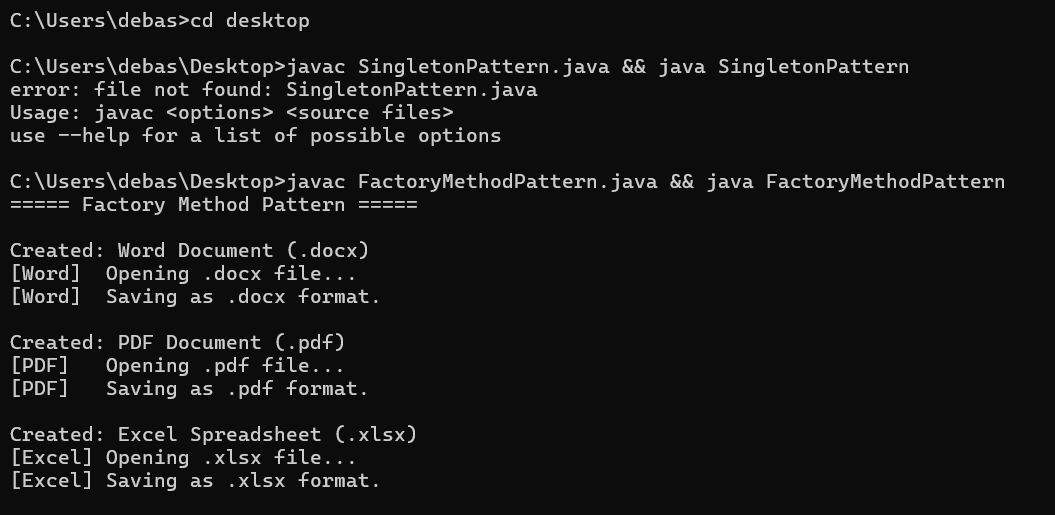 C:\Users\debas>cd desktop
C:\Users\debas\Desktop>javac SingletonPattern.java && java SingletonPattern
error: file not found: SingletonPattern.java
Usage: javac <options> <source files>
use --help for a list of possible options
C:\Users\debas\Desktop>javac FactoryMethodPattern.java && java FactoryMethodPattern
===== Factory Method Pattern =====
Created: Word Document (.docx)
[Word]  Opening .docx file...
[Word]  Saving as .docx format.
Created: PDF Document (.pdf)
[PDF]   Opening .pdf file...
[PDF]   Saving as .pdf format.
Created: Excel Spreadsheet (.xlsx)
[Excel] Opening .xlsx file...
[Excel] Saving as .xlsx format.